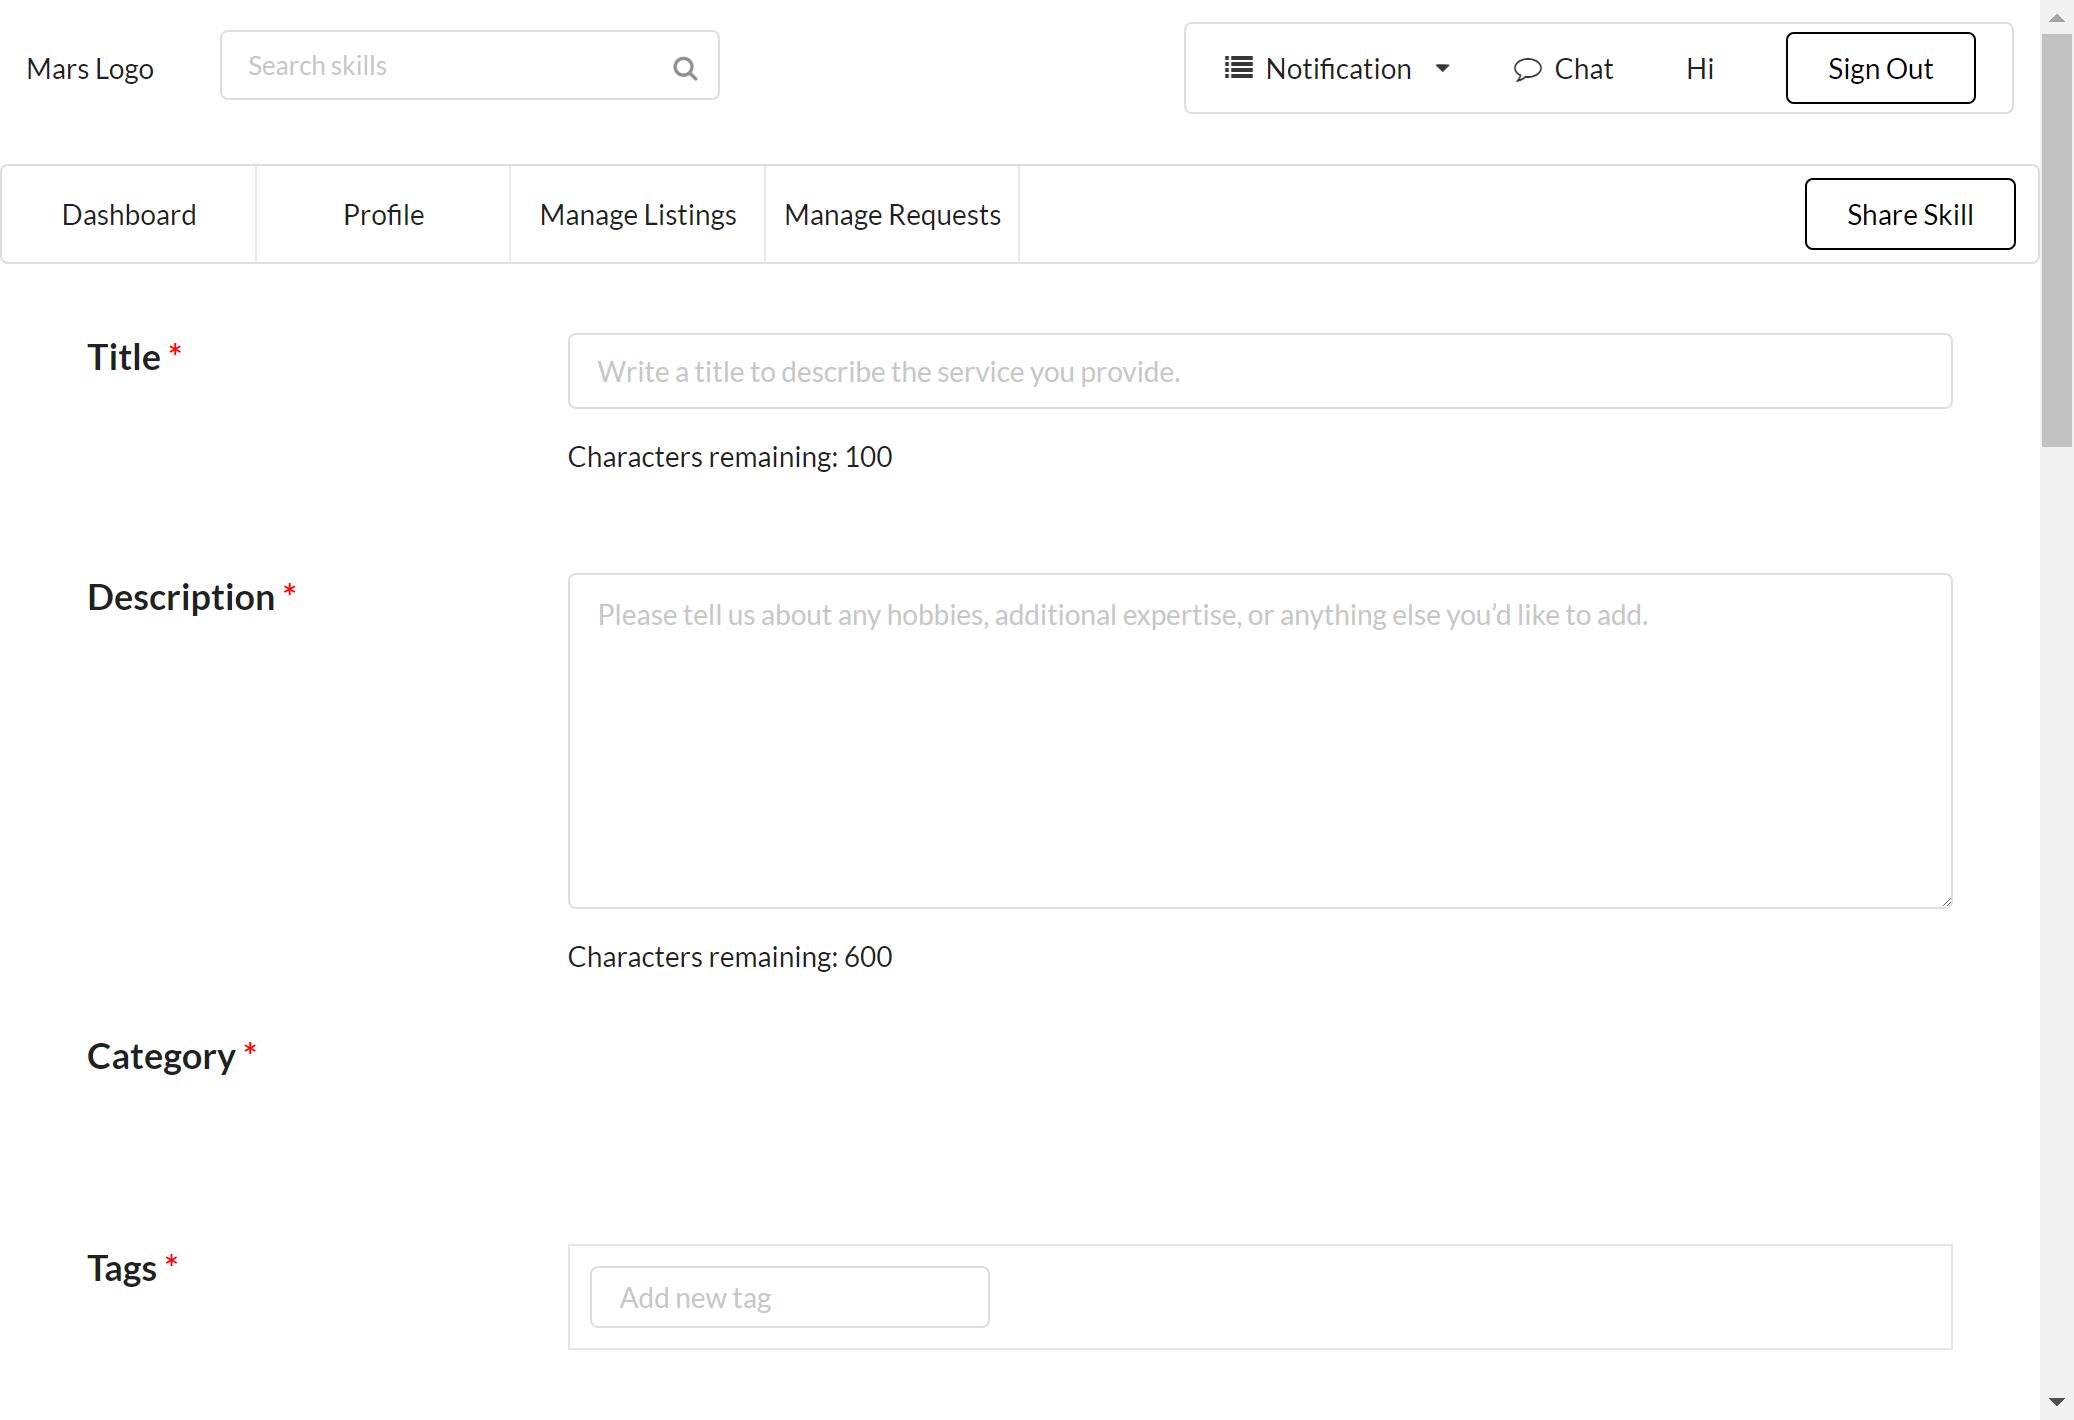 Mars Logo
Search skills
Notification
Chat
Hi
Sign Out
Dashboard
Profile
Manage Listings
Manage Requests
Share Skill
Title *
Write a title to describe the service you provide.
Characters remaining: 100
Description *
Please tell us about any hobbies, additional expertise, or anything else you’d like to add.
Characters remaining: 600
Category *
Tags *
Add new tag